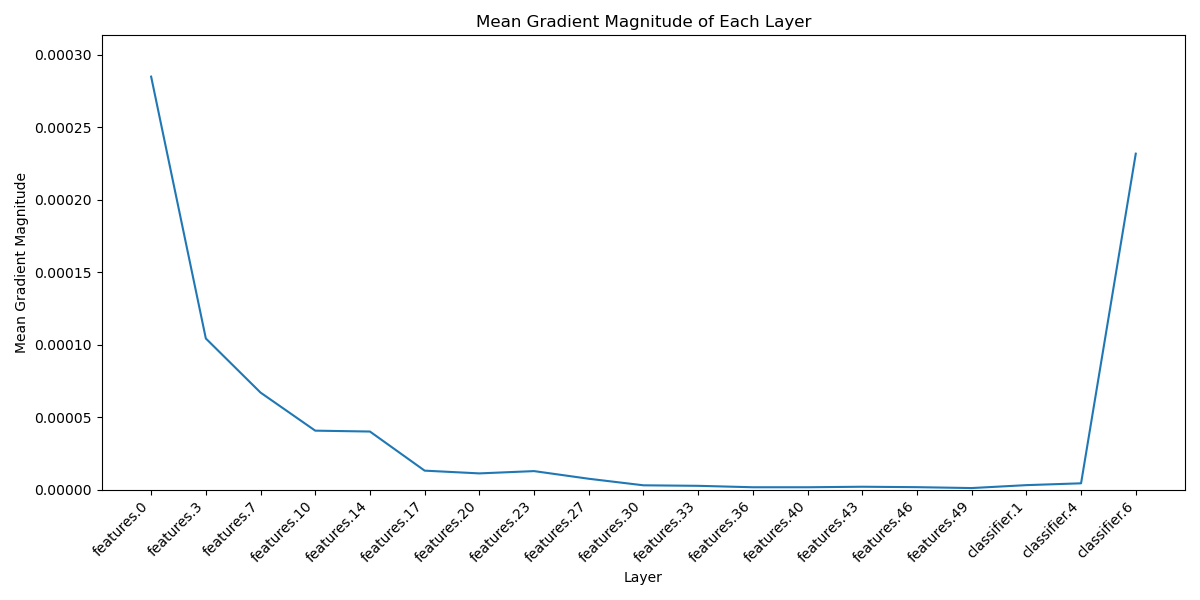 Mean Gradient Magnitude of Each Layer
Mean Gradient Magnitude
0.00030
0.00025
0.00020
0.00015
0.00010
0.00005
0.00000
features.0
features.3
features.7
features.10
features.14
features.17
features.20
features.23
features.27
features.30
features.33
features.36
features.40
features.43
features.46
features.49
classifier.1
classifier.4
classifier.6
Layer